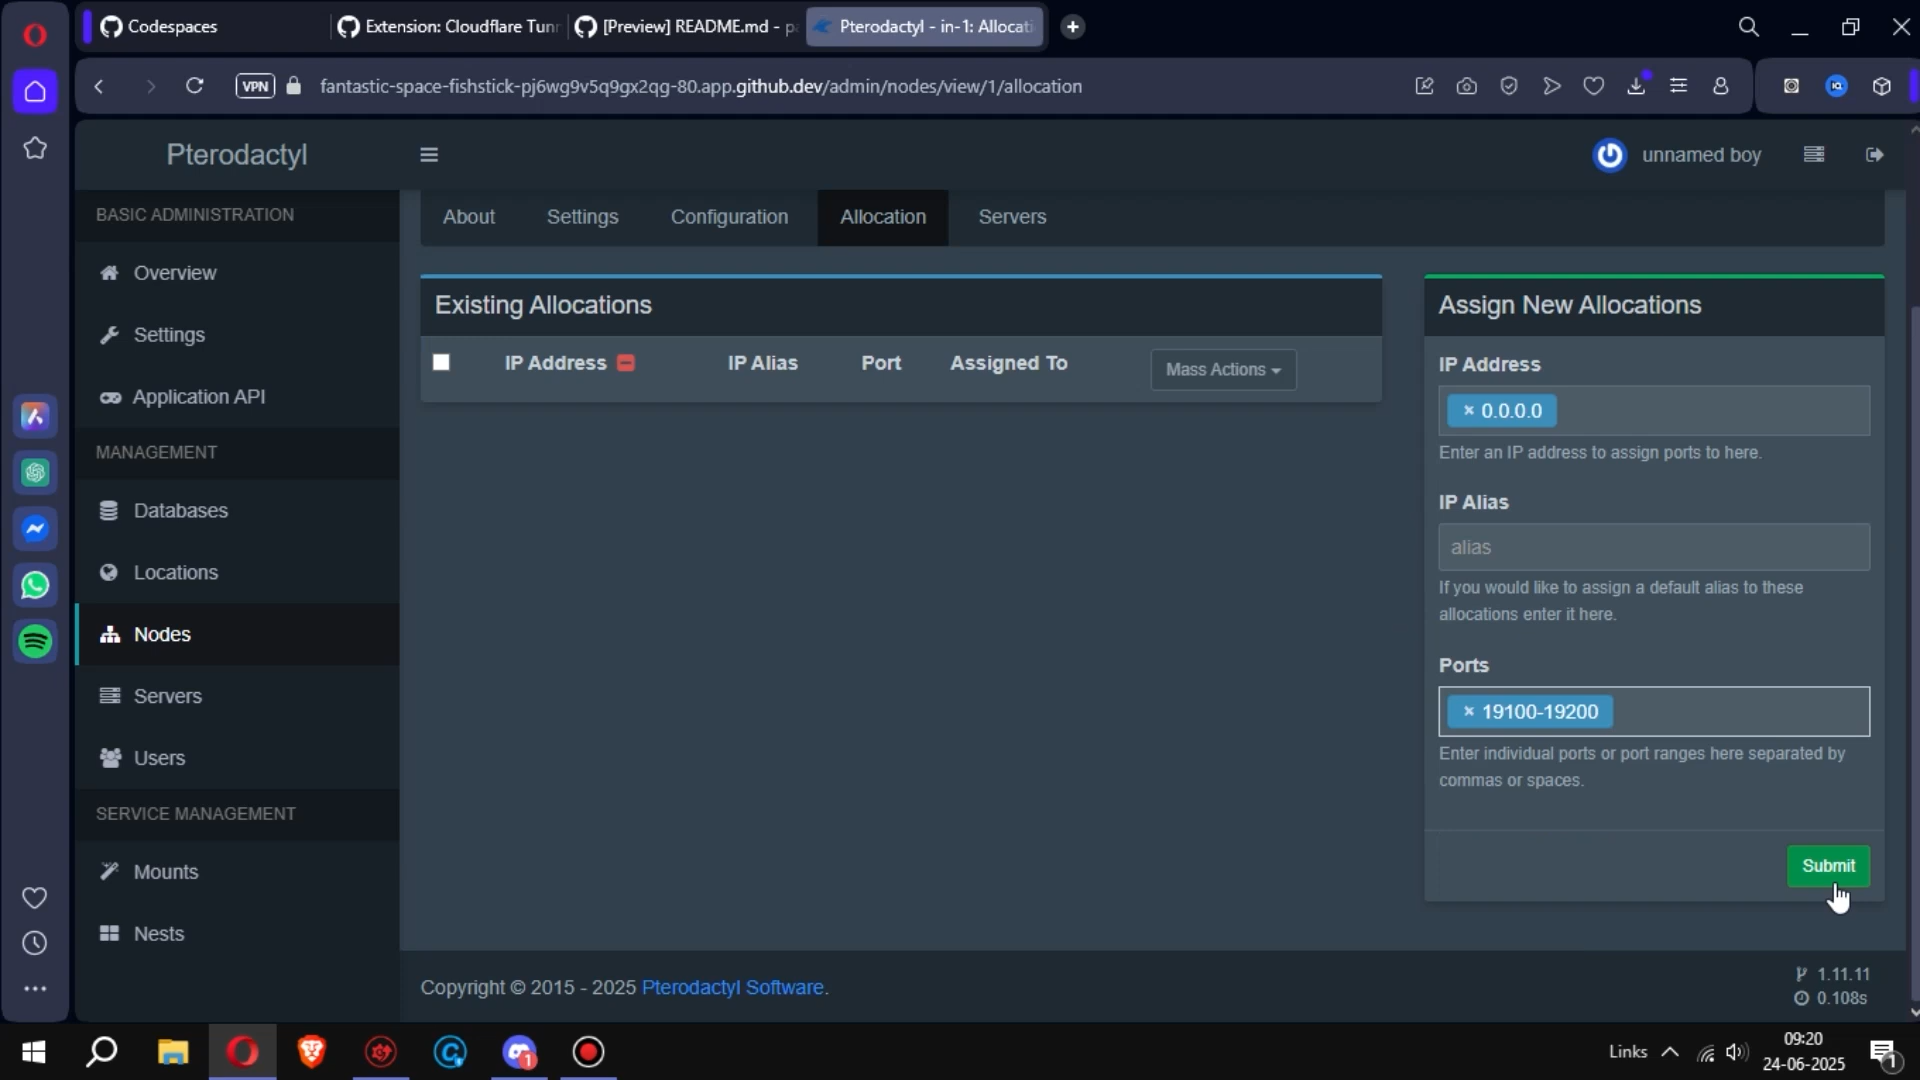 Codespaces
Extension: Cloudflare Tunn
[Preview] README.md - pa
Pterodactyl - in-1: Allocati
VPN
fantastic-space-fishstick-pj6wg9v5q9gx2qg-80.app.github.dev/admin/nodes/view/1/allocation
Pterodactyl
unnamed boy
BASIC ADMINISTRATION
Overview
Settings
Application API
MANAGEMENT
Databases
Locations
Nodes
Servers
Users
SERVICE MANAGEMENT
Mounts
Nests
About
Settings
Configuration
Allocation
Servers
Existing Allocations
IP Address
IP Alias
Port
Assigned To
Mass Actions
Assign New Allocations
IP Address
× 0.0.0.0
Enter an IP address to assign ports to here.
IP Alias
alias
If you would like to assign a default alias to these
allocations enter it here.
Ports
× 19100-19200
Enter individual ports or port ranges here separated by
commas or spaces.
Submit
Copyright © 2015 - 2025 Pterodactyl Software.
1.11.11
0.108s
1
Links
09:20
24-06-2025
1